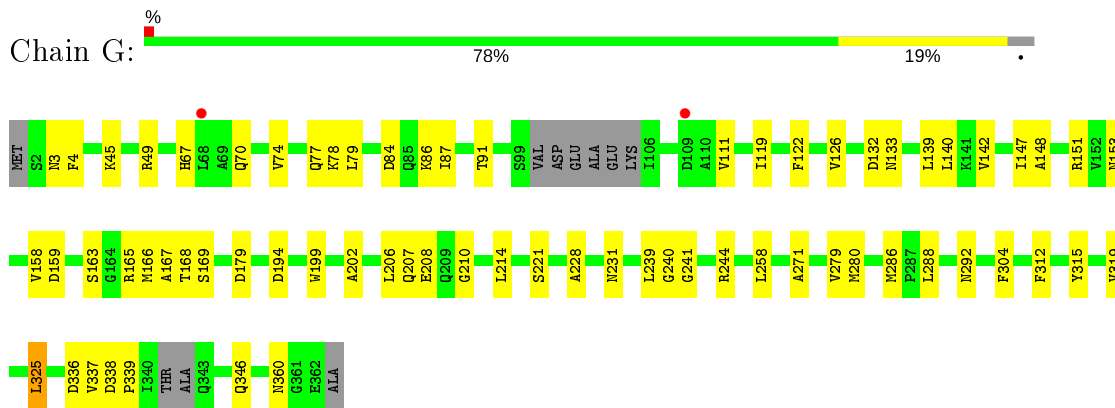 %
Chain G:
78% 19% •
MET S2 N3 F4 K45 R49 H67 L68 A69 Q70 V74 Q77 K78 L79 D84 Q85 K86 I87 T91 S99 VAL ASP GLU ALA GLU LYS I106 D109 A110 V111 I119 F122 V126 D132 N133 L139 L140 K141 V142 I147 A148 R151 V152 N153
V158 D159 S163 G164 R165 M166 A167 T168 S169 D179 D194 W199 A202 L206 Q207 E208 Q209 G210 L214 S221 A228 N231 L239 G240 G241 R244 L258 A271 V279 M280 M286 P287 L288 N292 F304 F312 Y315
L325 D336 V337 D338 P339 I340 THR ALA Q343 Q346 N360 G361 E362 ALA